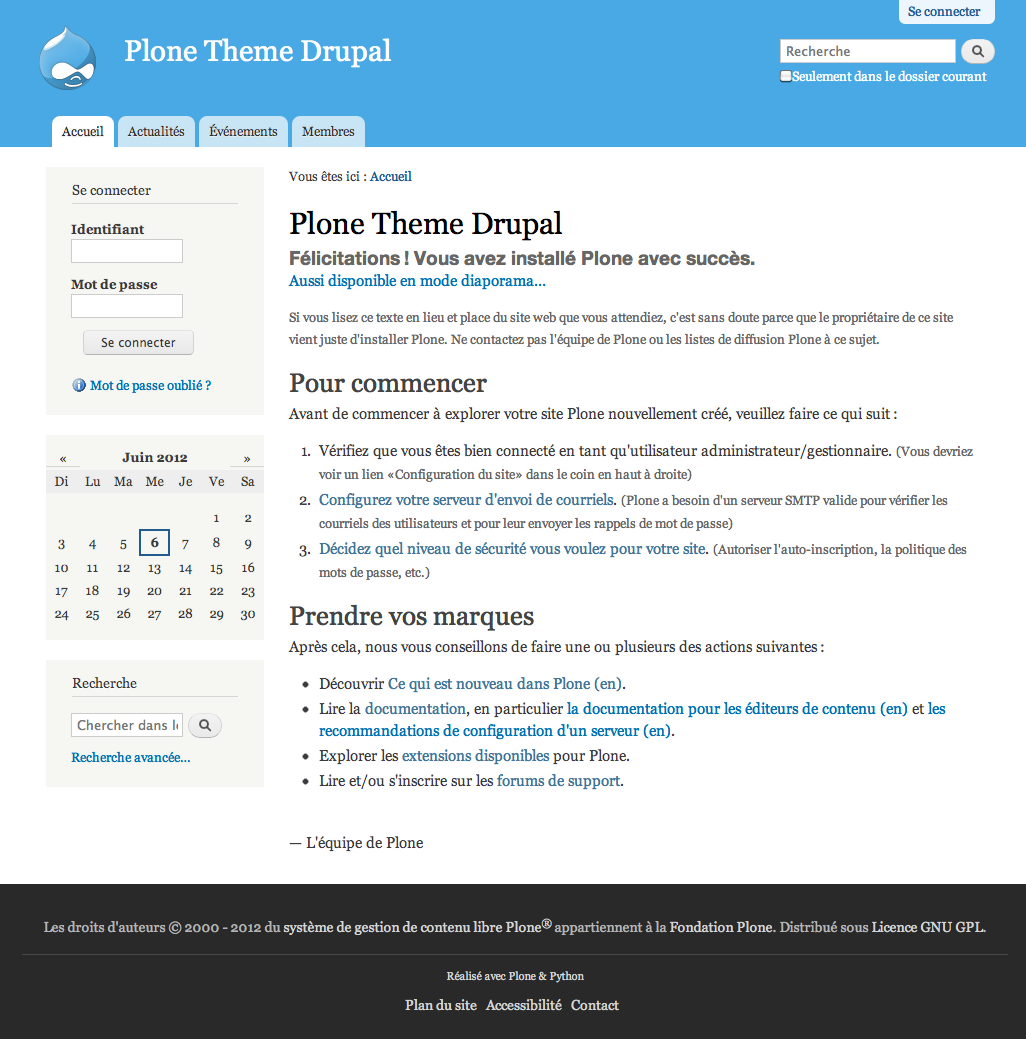 Se connecter
Plone Theme Drupal
Recherche
Seulement dans le dossier courant
Accueil Actualités Événements Membres
Se connecter
Identifiant
Mot de passe
Se connecter
Mot de passe oublié ?
« Juin 2012 »
Di Lu Ma Me Je Ve Sa
1 2
3 4 5 6 7 8 9
10 11 12 13 14 15 16
17 18 19 20 21 22 23
24 25 26 27 28 29 30
Recherche
Chercher dans l
Recherche avancée...
Vous êtes ici : Accueil
Plone Theme Drupal
Félicitations ! Vous avez installé Plone avec succès.
Aussi disponible en mode diaporama...
Si vous lisez ce texte en lieu et place du site web que vous attendiez, c'est sans doute parce que le propriétaire de ce site
vient juste d'installer Plone. Ne contactez pas l'équipe de Plone ou les listes de diffusion Plone à ce sujet.
Pour commencer
Avant de commencer à explorer votre site Plone nouvellement créé, veuillez faire ce qui suit :
1. Vérifiez que vous êtes bien connecté en tant qu'utilisateur administrateur/gestionnaire. (Vous devriez
voir un lien «Configuration du site» dans le coin en haut à droite)
2. Configurez votre serveur d'envoi de courriels. (Plone a besoin d'un serveur SMTP valide pour vérifier les
courriels des utilisateurs et pour leur envoyer les rappels de mot de passe)
3. Décidez quel niveau de sécurité vous voulez pour votre site. (Autoriser l'auto-inscription, la politique des
mots de passe, etc.)
Prendre vos marques
Après cela, nous vous conseillons de faire une ou plusieurs des actions suivantes :
• Découvrir Ce qui est nouveau dans Plone (en).
• Lire la documentation, en particulier la documentation pour les éditeurs de contenu (en) et les
recommandations de configuration d'un serveur (en).
• Explorer les extensions disponibles pour Plone.
• Lire et/ou s'inscrire sur les forums de support.
— L'équipe de Plone
Les droits d'auteurs © 2000 - 2012 du système de gestion de contenu libre Plone® appartiennent à la Fondation Plone. Distribué sous Licence GNU GPL.
Réalisé avec Plone & Python
Plan du site Accessibilité Contact